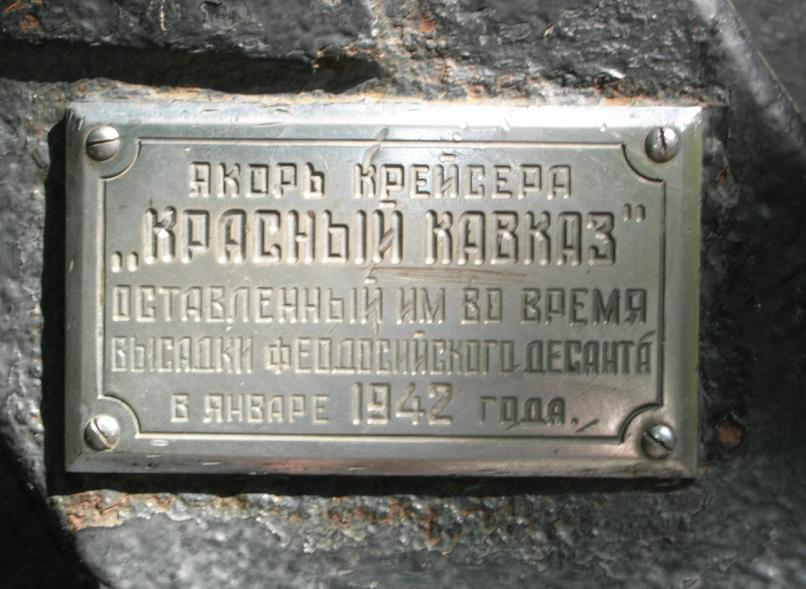 ЯКОРЬ КРЕЙСЕРА
„КРАСНЫЙ КАВКАЗ"
ОСТАВЛЕННЫЙ ИМ ВО ВРЕМЯ
ВЫСАДКИ ФЕОДОСИЙСКОГО ДЕСАНТА
В ЯНВАРЕ 1942 ГОДА.